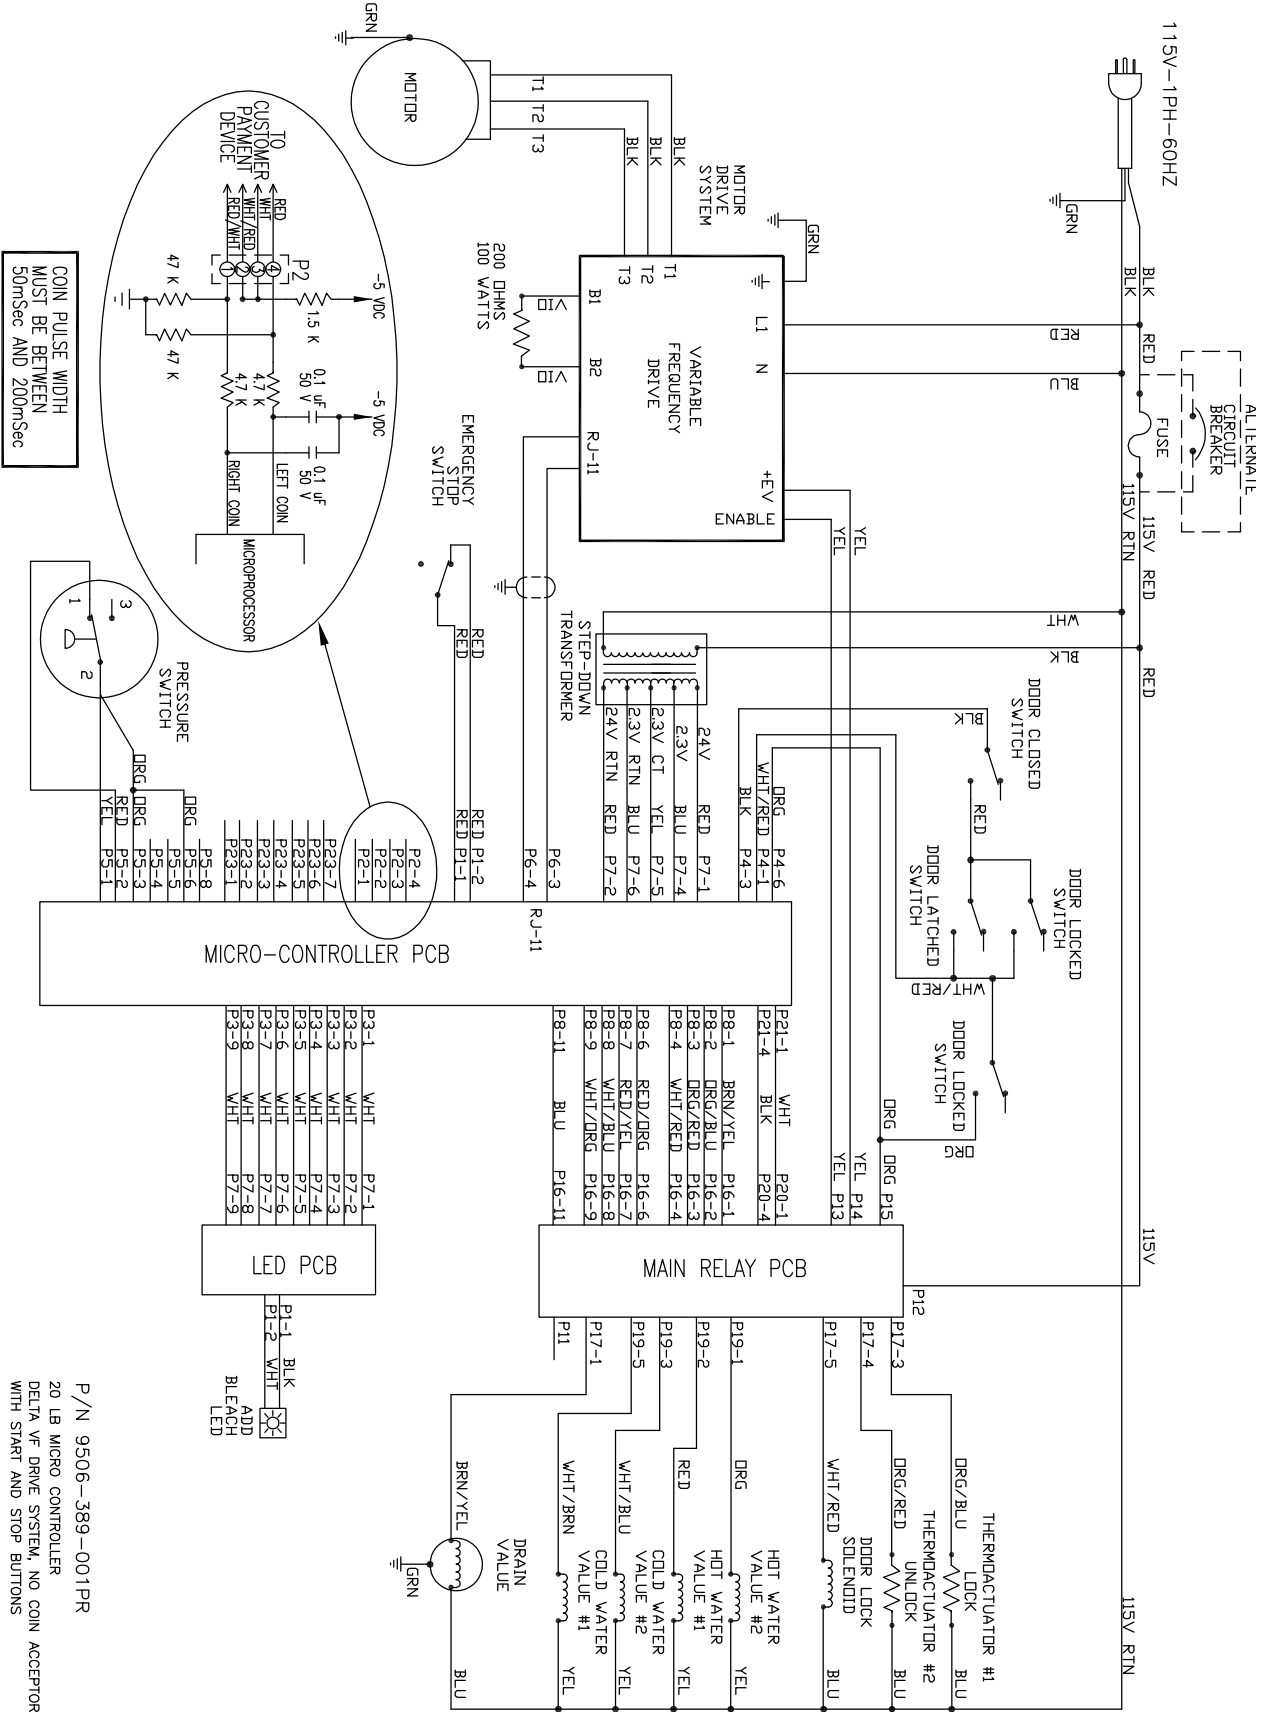 115V-1PH-60HZ
GRN
BLK
BLK
RED
ALTERNATE
CIRCUIT
BREAKER
FUSE
115V
115V RTN
RED
RED
115V
115V RTN
RED
BLU
WHT
BLK
GRN
MOTOR
T1
T2
T3
BLK
BLK
BLK
MOTOR
DRIVE
SYSTEM
GRN
L1
N
+EV
ENABLE
T1
T2
T3
VARIABLE
FREQUENCY
DRIVE
B1
B2
RJ-11
VIO
VIO
200 OHMS
100 WATTS
YEL
YEL
STEP-DOWN
TRANSFORMER
24V
2.3V
2.3V CT
2.3V RTN
24V RTN
RED
BLU
YEL
BLU
RED
P7-1
P7-4
P7-5
P7-6
P7-2
DOOR CLOSED
SWITCH
BLK
RED
DOOR LOCKED
SWITCH
DOOR LATCHED
SWITCH
WHT/RED
DOOR LOCKED
SWITCH
ORG
ORG
ORG P4-6
WHT/RED P4-1
BLK P4-3
ORG P15
YEL P14
YEL P13
EMERGENCY
STOP
SWITCH
RED
RED
RED P1-2
RED P1-1
P6-3
P6-4
RJ-11
TO
CUSTOMER
PAYMENT
DEVICE
RED
WHT
WHT/RED
RED/WHT
P2
4
3
2
1
-5 VDC
1.5 K
47 K
47 K
4.7 K
4.7 K
0.1 uF
50 V
0.1 uF
50 V
-5 VDC
LEFT COIN
RIGHT COIN
MICROPROCESSOR
COIN PULSE WIDTH
MUST BE BETWEEN
50mSec AND 200mSec
PRESSURE
SWITCH
1
3
2
ORG
ORG
ORG
RED
YEL
P2-4
P2-3
P2-2
P2-1
P23-7
P23-6
P23-5
P23-4
P23-3
P23-2
P23-1
P5-8
P5-6
P5-5
P5-4
P5-3
P5-2
P5-1
MICRO-CONTROLLER PCB
P21-1 WHT P20-1
P21-4 BLK P20-4
P8-1 BRN/YEL P16-1
P8-2 ORG/BLU P16-2
P8-3 ORG/RED P16-3
P8-4 WHT/RED P16-4
P8-6 RED/ORG P16-6
P8-7 RED/YEL P16-7
P8-8 WHT/BLU P16-8
P8-9 WHT/ORG P16-9
P8-11 BLU P16-11
P3-1 WHT P7-1
P3-2 WHT P7-2
P3-3 WHT P7-3
P3-4 WHT P7-4
P3-5 WHT P7-5
P3-6 WHT P7-6
P3-7 WHT P7-7
P3-8 WHT P7-8
P3-9 WHT P7-9
MAIN RELAY PCB
P12
P17-3
P17-4
P17-5
P19-1
P19-2
P19-3
P19-5
P17-1
P11
LED PCB
P1-1 BLK
P1-2 WHT
ADD
BLEACH
LED
ORG/BLU
THERMOACTUATOR #1
LOCK
BLU
ORG/RED
THERMOACTUATOR #2
UNLOCK
BLU
WHT/RED
DOOR LOCK
SOLENOID
BLU
ORG
HOT WATER
VALUE #2
YEL
RED
HOT WATER
VALUE #1
YEL
WHT/BLU
COLD WATER
VALUE #2
YEL
WHT/BRN
COLD WATER
VALUE #1
YEL
BRN/YEL
DRAIN
VALUE
GRN
BLU
P/N 9506-389-001PR
20 LB MICRO CONTROLLER
DELTA VF DRIVE SYSTEM, NO COIN ACCEPTOR
WITH START AND STOP BUTTONS